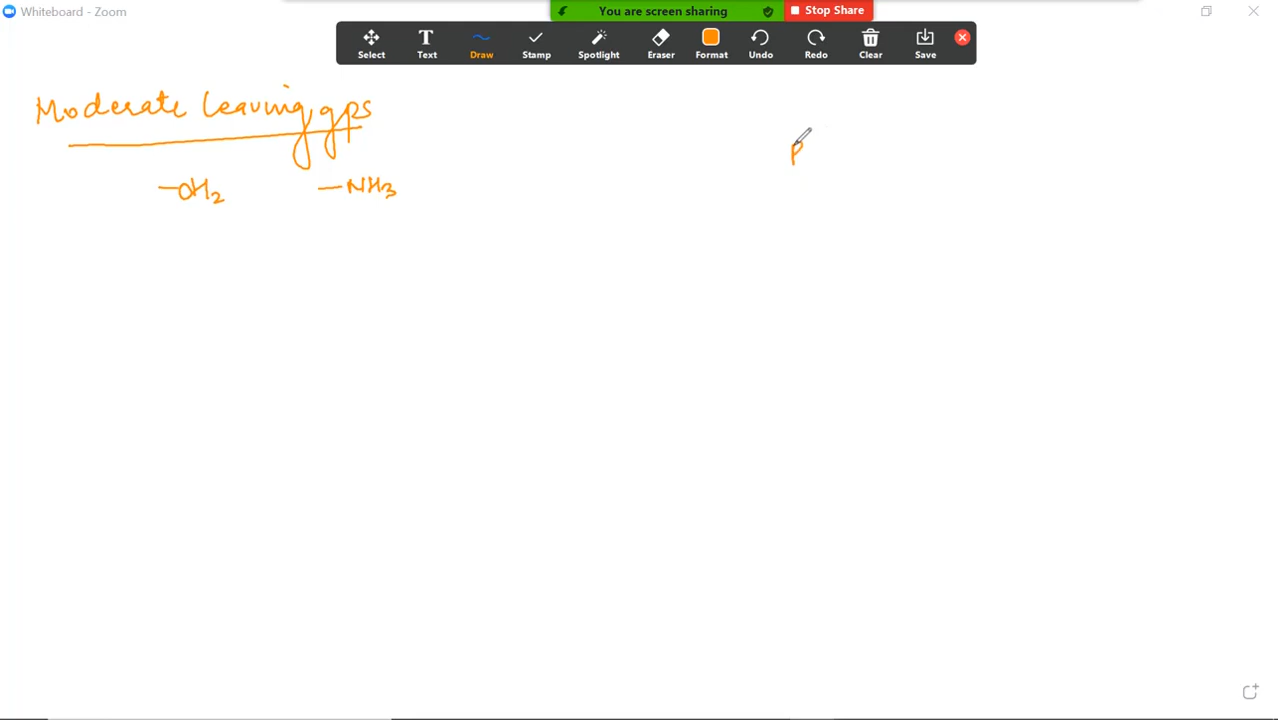 Whiteboard - Zoom
You are screen sharing
Stop Share
Select
Text
Draw
Stamp
Spotlight
Eraser
Format
Undo
Redo
Clear
Save
Moderate leaving gps
P
—OH2 —NH3